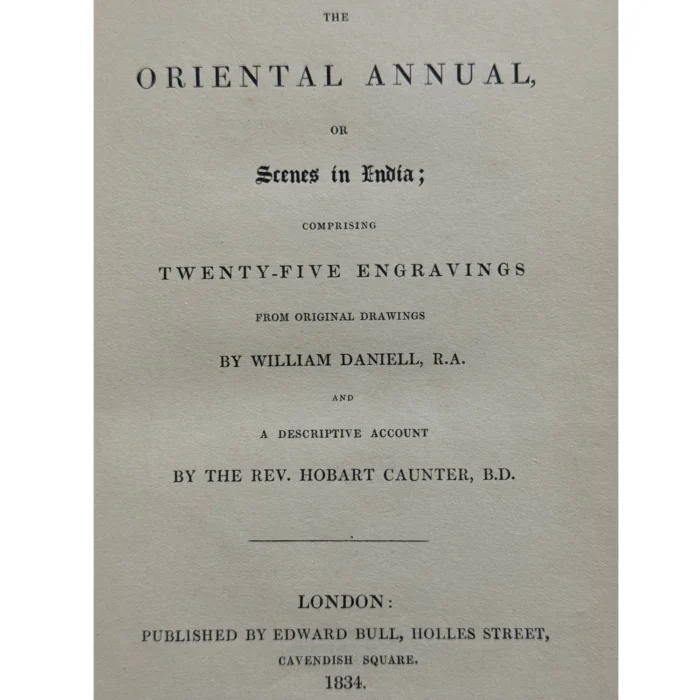 THE
ORIENTAL ANNUAL,
OR
Scenes in India;
COMPRISING
TWENTY-FIVE ENGRAVINGS
FROM ORIGINAL DRAWINGS
BY WILLIAM DANIELL, R.A.
AND
A DESCRIPTIVE ACCOUNT
BY THE REV. HOBART CAUNTER, B.D.
LONDON:
PUBLISHED BY EDWARD BULL, HOLLES STREET,
CAVENDISH SQUARE.
1834.